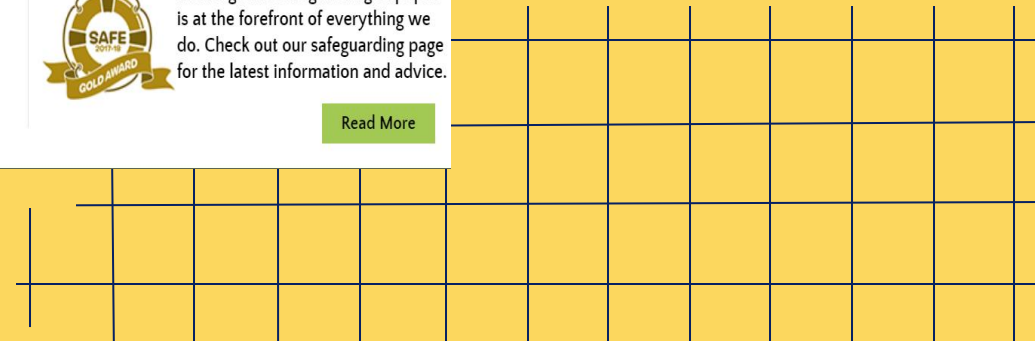 is at the forefront of everything we
do. Check out our safeguarding page
for the latest information and advice.
SAFE
2017-18
GOLD AWARD
Read More